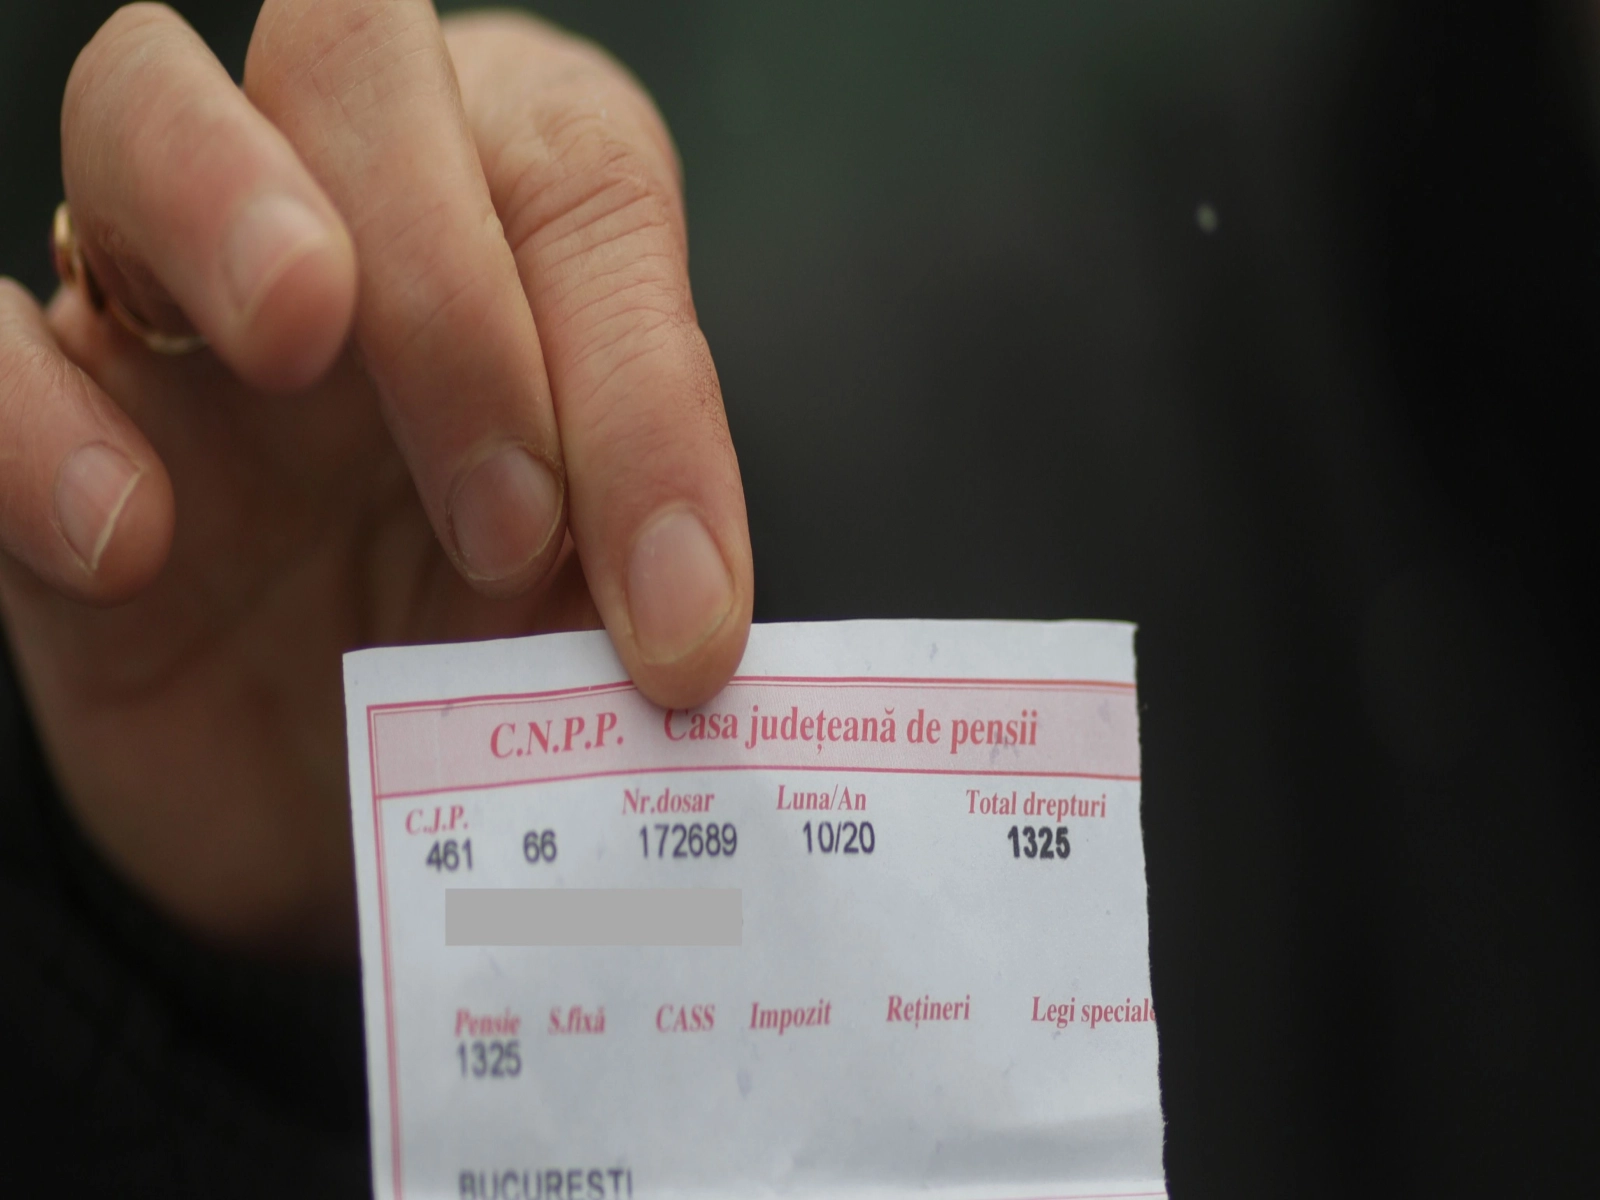 C.N.P.P. Casa județeană de pensii
C.J.P. Nr.dosar Luna/An Total drepturi
461 66 172689 10/20 1325
Pensie S.fixă CASS Impozit Rețineri Legi speciale
1325
BUCURESTI